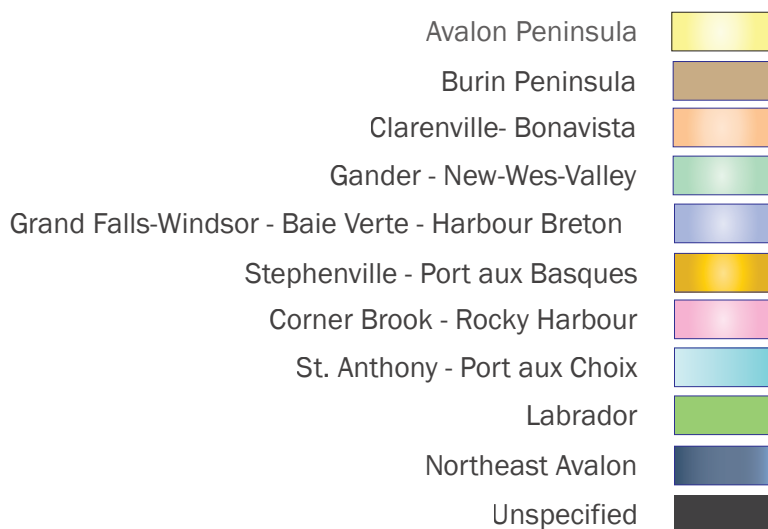 Avalon Peninsula
Burin Peninsula
Clarenville- Bonavista
Gander - New-Wes-Valley
Grand Falls-Windsor - Baie Verte - Harbour Breton
Stephenville - Port aux Basques
Corner Brook - Rocky Harbour
St. Anthony - Port aux Choix
Labrador
Northeast Avalon
Unspecified